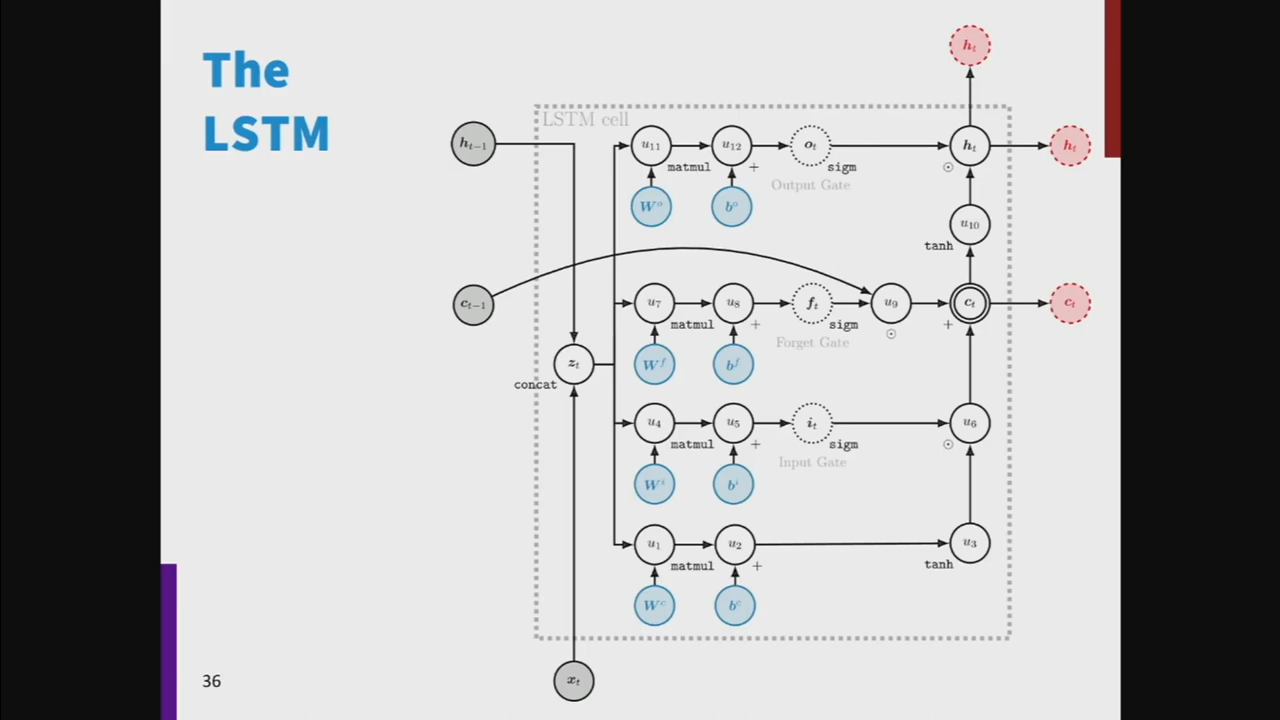 The
LSTM
h_t
LSTM cell
h_{t−1}
u_{11}
u_{12}
o_t
h_t
h_t
matmul
+
sigm
⊙
Output Gate
W^o
b^o
u_{10}
tanh
c_{t−1}
u_7
u_8
f_t
u_9
c_t
c_t
matmul
+
sigm
+
⊙
Forget Gate
z_t
W^f
b^f
concat
u_4
u_5
i_t
u_6
matmul
+
sigm
⊙
Input Gate
W^i
b^i
u_1
u_2
u_3
matmul
+
tanh
W^c
b^c
x_t
36